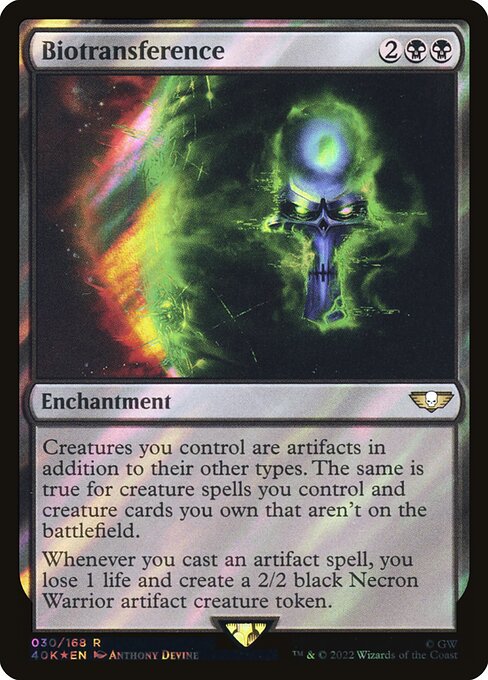 Biotransference 2
Enchantment
Creatures you control are artifacts in
addition to their other types. The same is
true for creature spells you control and
creature cards you own that aren't on the
battlefield.
Whenever you cast an artifact spell, you
lose 1 life and create a 2/2 black Necron
Warrior artifact creature token.
030/168 R © GW
40K★EN Anthony Devine ™ & © 2022 Wizards of the Coast